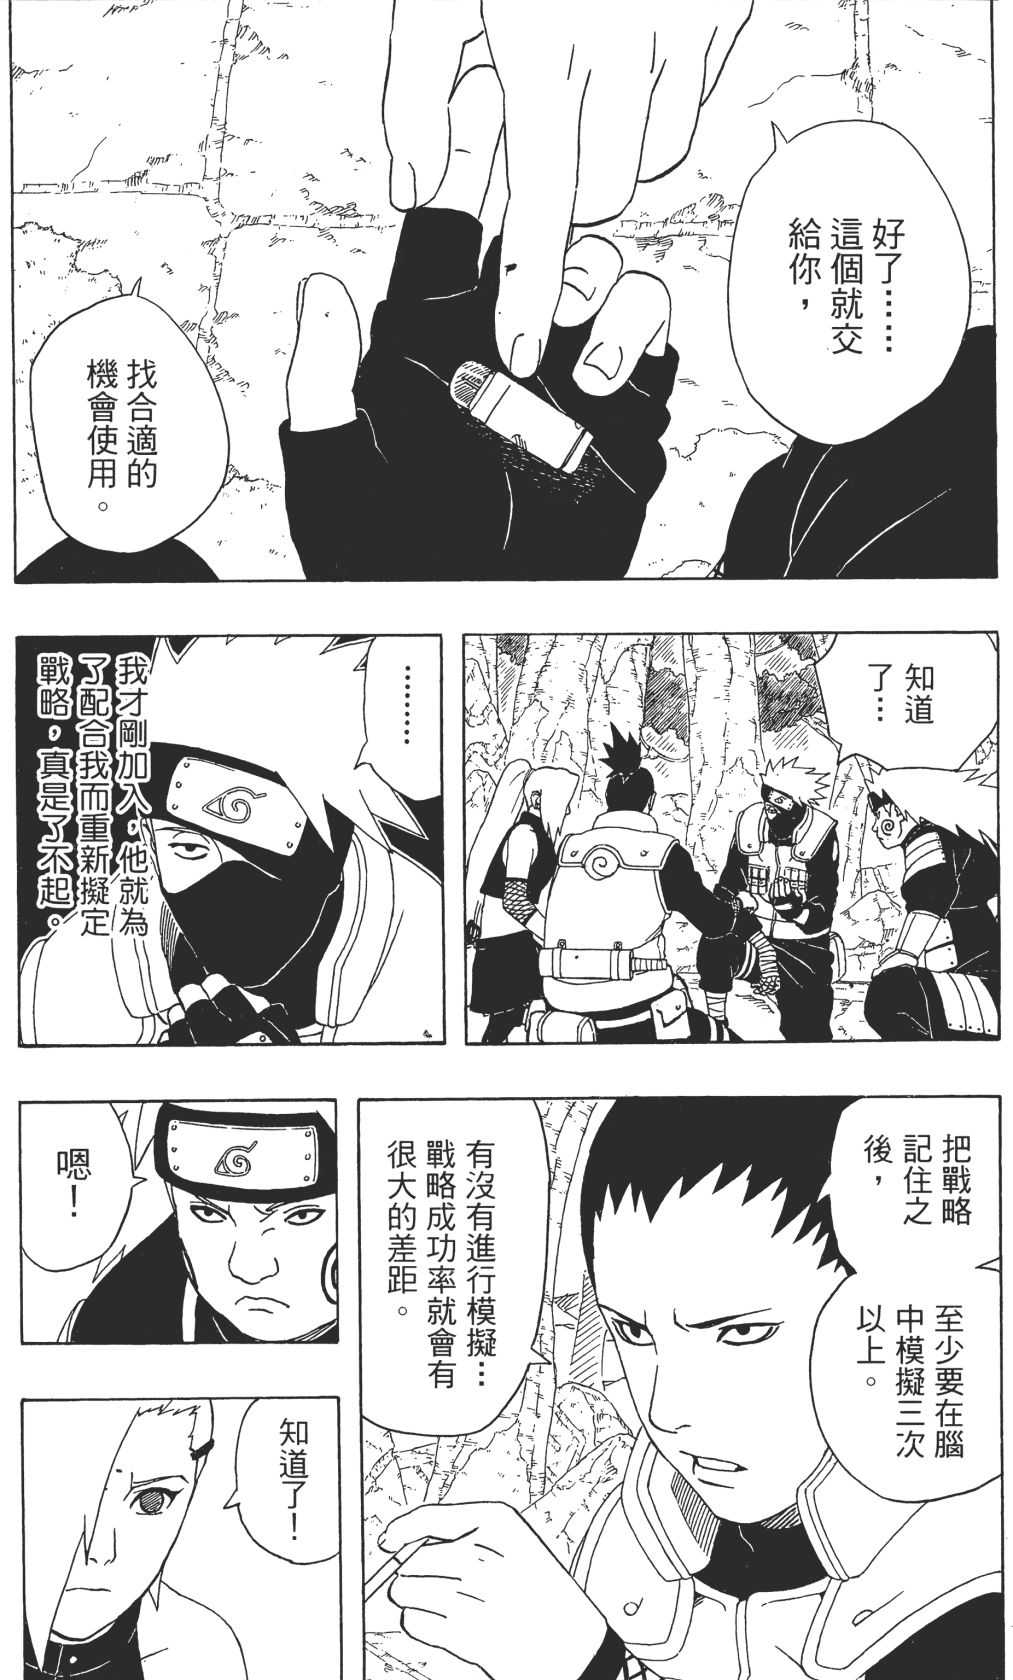 好了……
這個就交
給你，
找合適的
機會使用。
知道
了…
………
我才剛加入，他就為
了配合我而重新擬定
戰略，真是了不起。
把戰略
記住之
後，
至少要在腦
中模擬三次
以上。
有沒有進行模擬…
戰略成功率就會有
很大的差距。
嗯！
知道了！